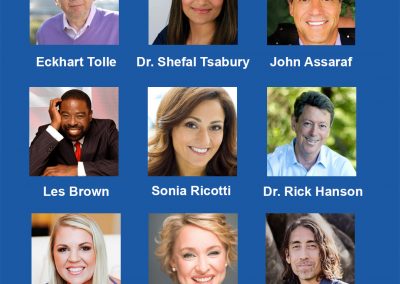 Eckhart Tolle Dr. Shefal Tsabury John Assaraf
Les Brown Sonia Ricotti Dr. Rick Hanson